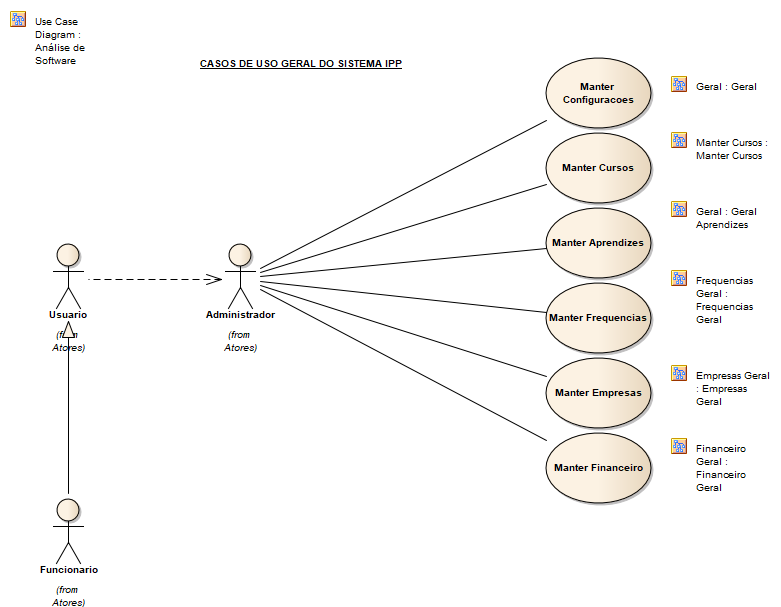 Use Case
Diagram :
Análise de
Software
CASOS DE USO GERAL DO SISTEMA IPP
Manter
Configuracoes
Geral : Geral
Manter Cursos
Manter Cursos :
Manter Cursos
Manter Aprendizes
Geral : Geral
Aprendizes
Usuario
(from
Atores)
Administrador
(from
Atores)
Manter Frequencias
Frequencias
Geral :
Frequencias
Geral
Manter Empresas
Empresas Geral
: Empresas
Geral
Manter Financeiro
Financeiro
Geral :
Financeiro
Geral
Funcionario
(from
Atores)